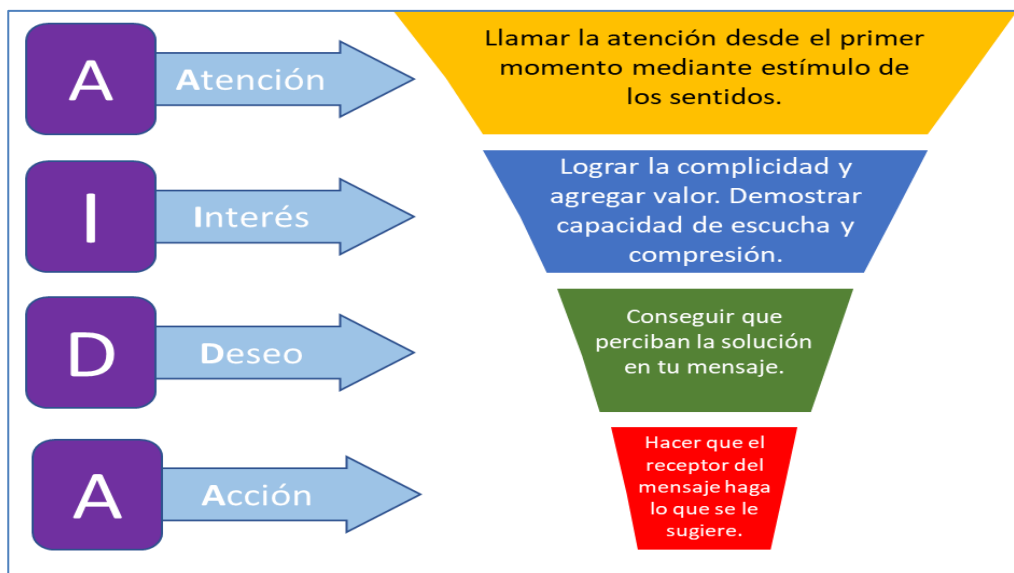 A
Atención
Llamar la atención desde el primer
momento mediante estímulo de
los sentidos.
I
Interés
Lograr la complicidad y
agregar valor. Demostrar
capacidad de escucha y
compresión.
D
Deseo
Conseguir que
perciban la solución
en tu mensaje.
A
Acción
Hacer que el
receptor del
mensaje haga
lo que se le
sugiere.